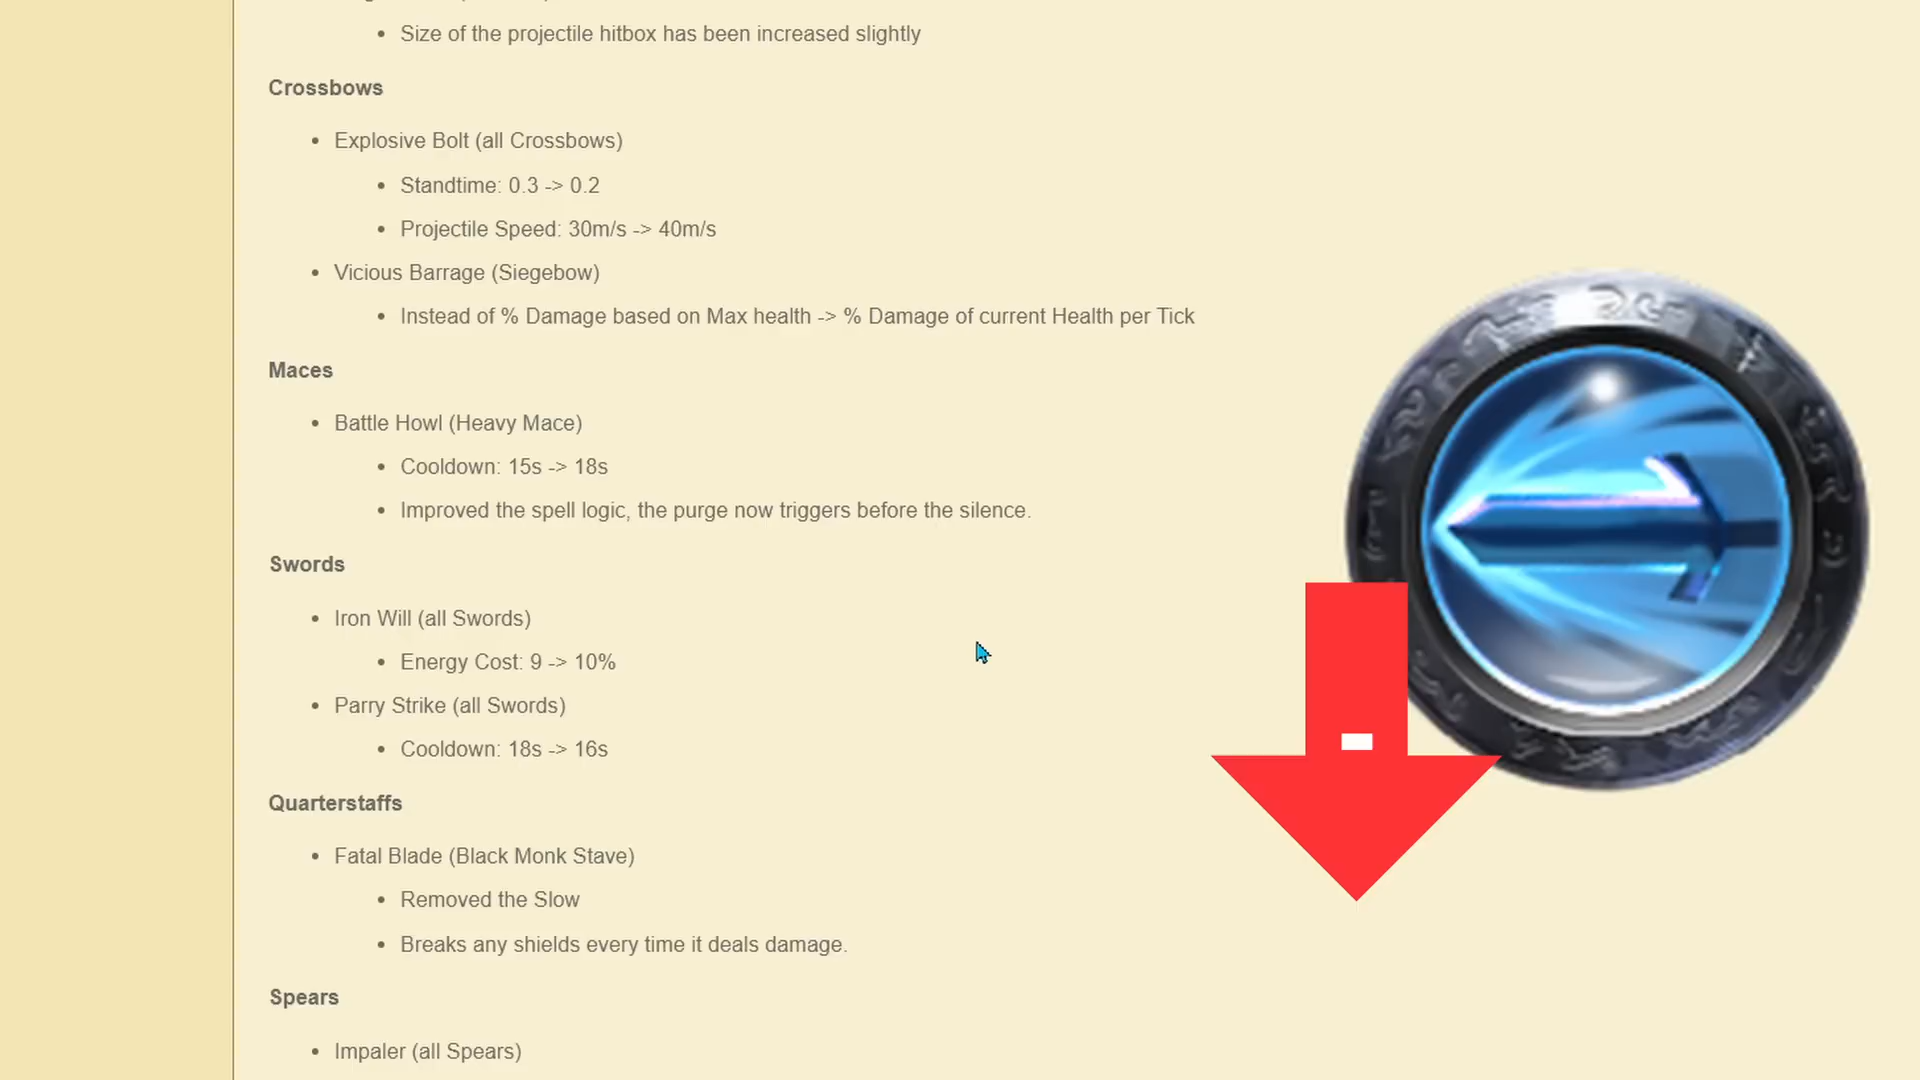 Size of the projectile hitbox has been increased slightly
Crossbows
Explosive Bolt (all Crossbows)
Standtime: 0.3 -> 0.2
Projectile Speed: 30m/s -> 40m/s
Vicious Barrage (Siegebow)
Instead of % Damage based on Max health -> % Damage of current Health per Tick
Maces
Battle Howl (Heavy Mace)
Cooldown: 15s -> 18s
Improved the spell logic, the purge now triggers before the silence.
Swords
Iron Will (all Swords)
Energy Cost: 9 -> 10%
Parry Strike (all Swords)
Cooldown: 18s -> 16s
Quarterstaffs
Fatal Blade (Black Monk Stave)
Removed the Slow
Breaks any shields every time it deals damage.
Spears
Impaler (all Spears)
-